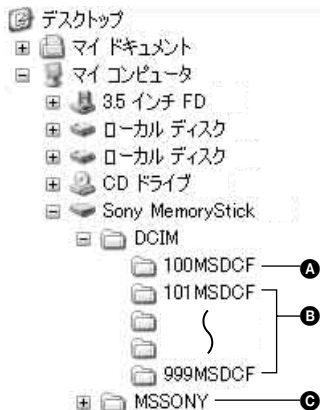 デスクトップ
マイ ドキュメント
マイ コンピュータ
3.5 インチ FD
ローカル ディスク
ローカル ディスク
CD ドライブ
Sony MemoryStick
DCIM
100MSDCF A
101MSDCF
B
999MSDCF
MSSONY C